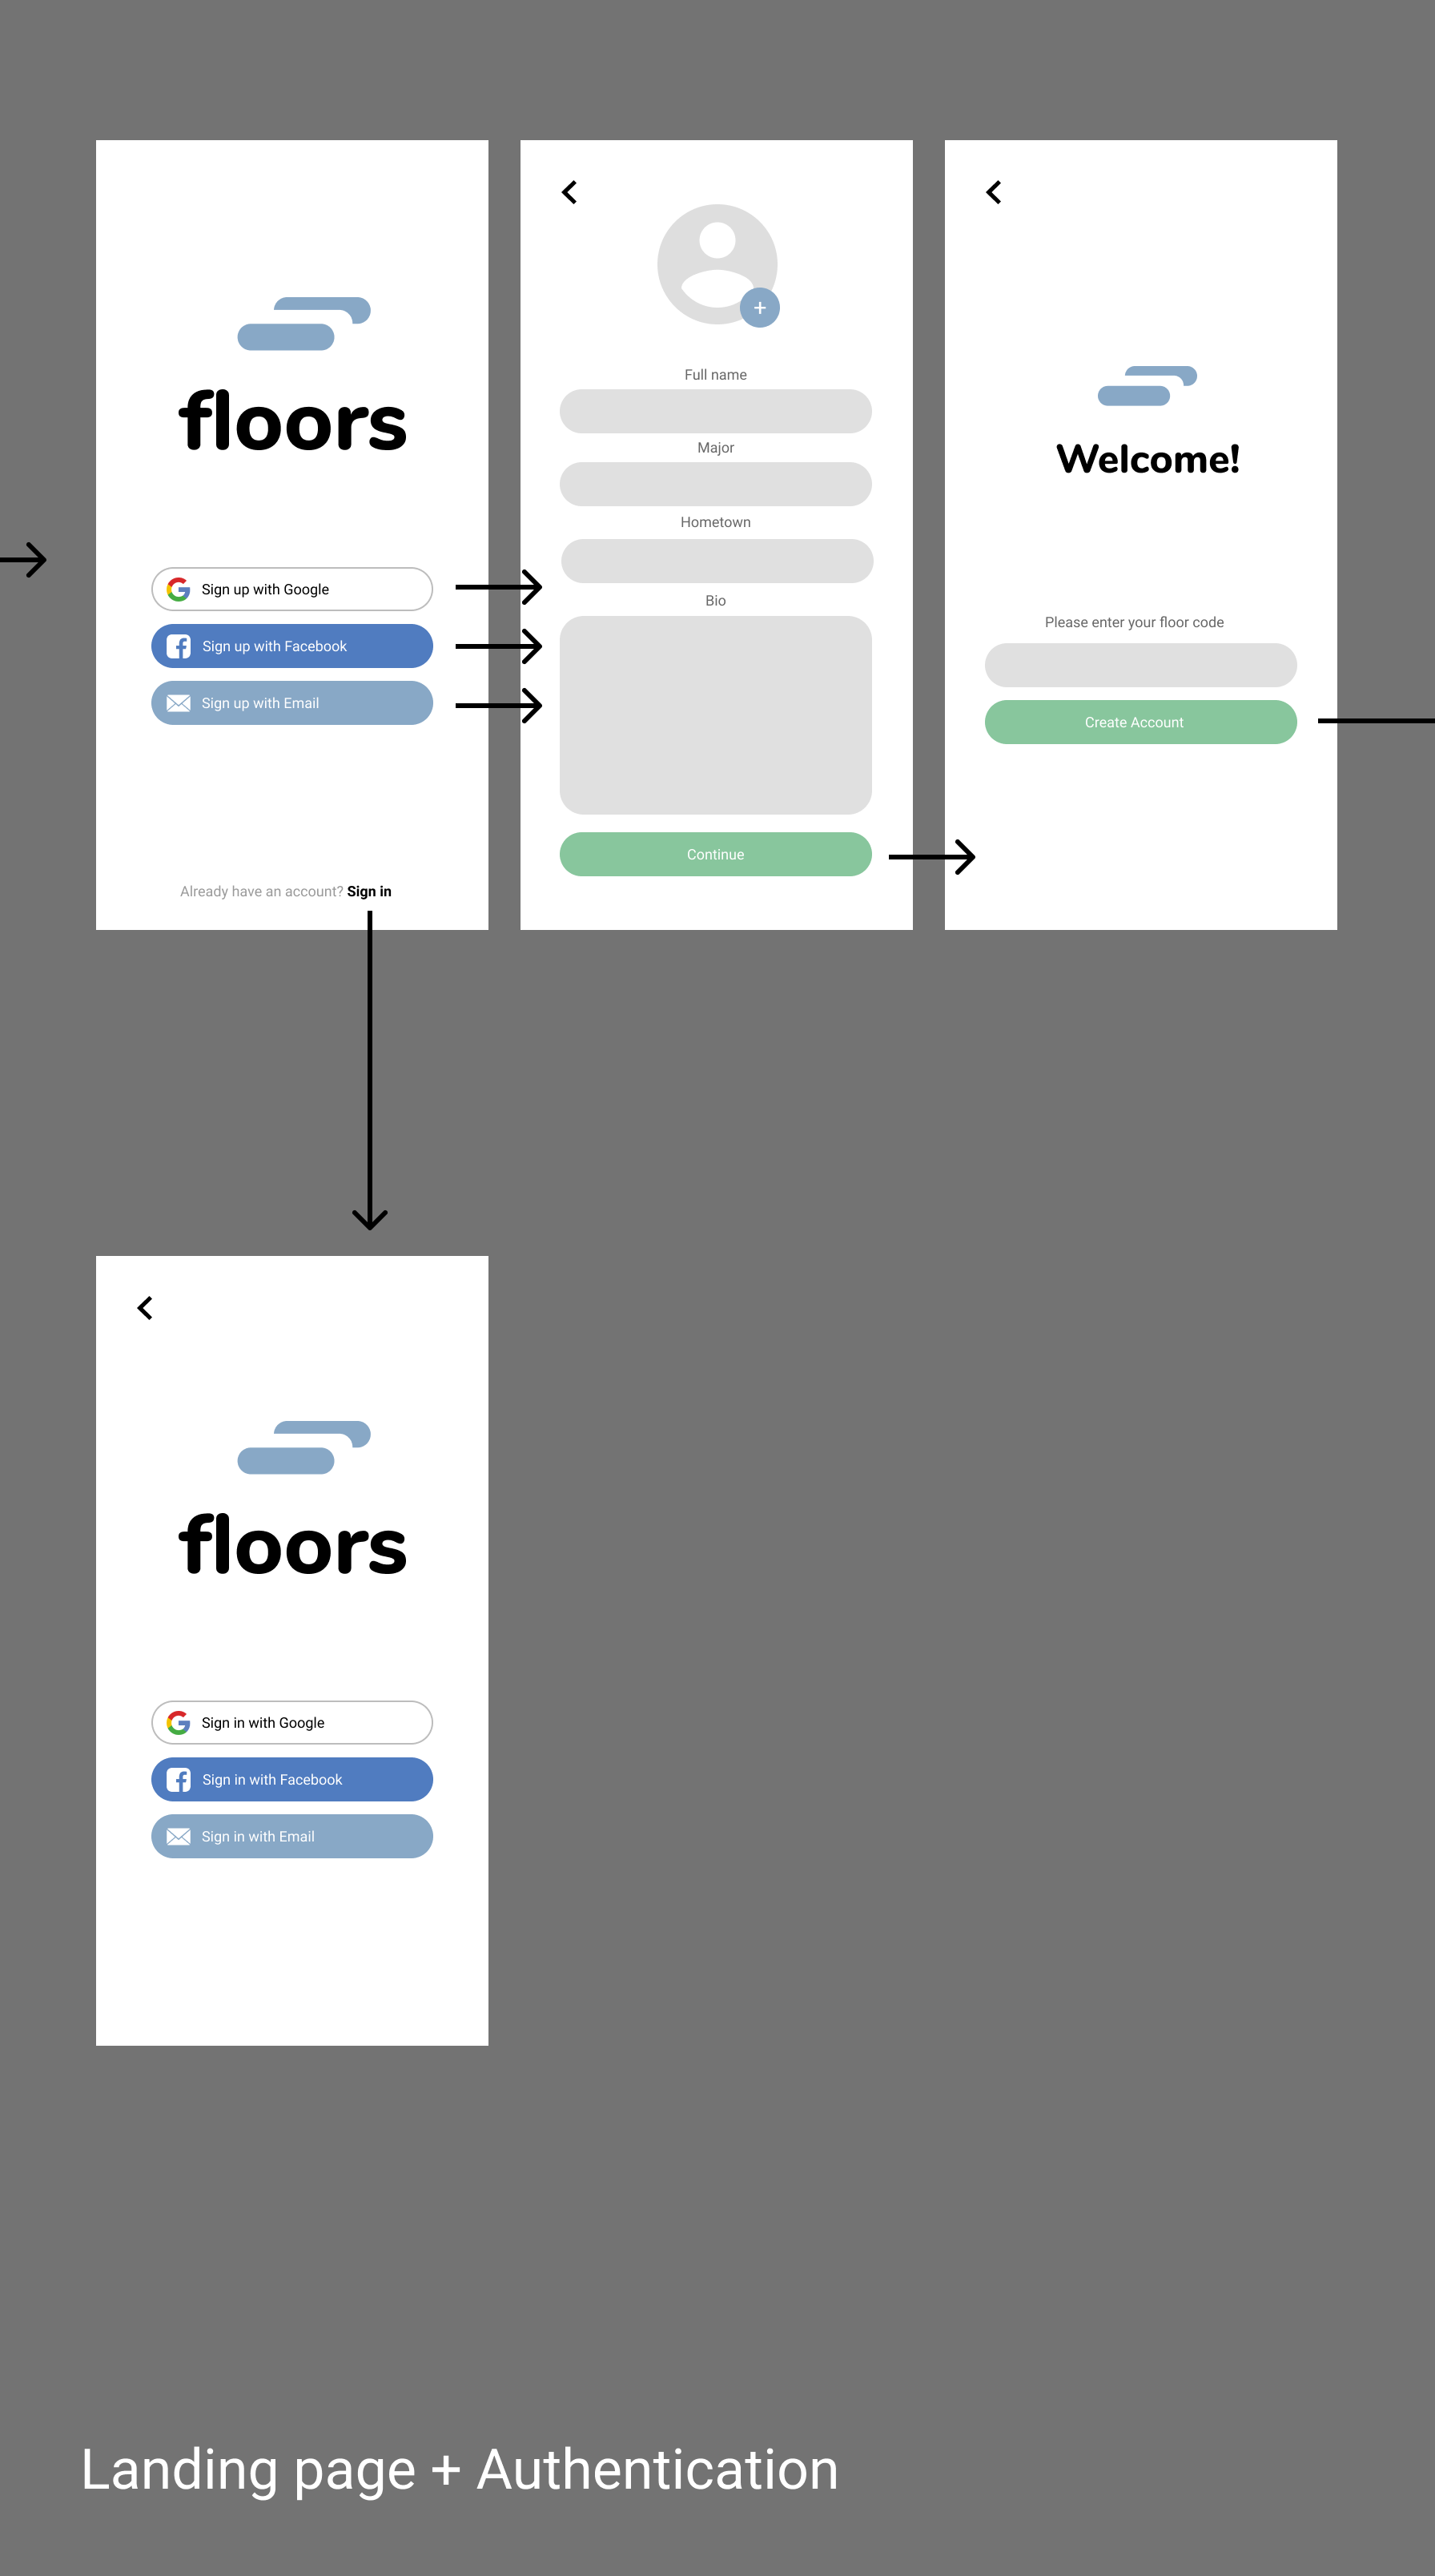 floors
Sign up with Google
Sign up with Facebook
Sign up with Email
Already have an account? Sign in
+
Full name
Major
Hometown
Bio
Continue
Welcome!
Please enter your floor code
Create Account
floors
Sign in with Google
Sign in with Facebook
Sign in with Email
Landing page + Authentication